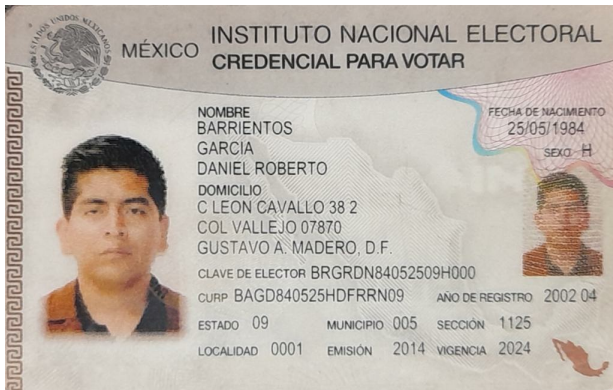 ESTADOS UNIDOS MEXICANOS
MÉXICO
INSTITUTO NACIONAL ELECTORAL
CREDENCIAL PARA VOTAR
NOMBRE
BARRIENTOS
GARCIA
DANIEL ROBERTO
FECHA DE NACIMIENTO
25/05/1984
SEXO H
DOMICILIO
C LEON CAVALLO 38 2
COL VALLEJO 07870
GUSTAVO A. MADERO, D.F.
CLAVE DE ELECTOR BRGRDN84052509H000
CURP BAGD840525HDFRRN09 AÑO DE REGISTRO 2002 04
ESTADO 09 MUNICIPIO 005 SECCIÓN 1125
LOCALIDAD 0001 EMISIÓN 2014 VIGENCIA 2024